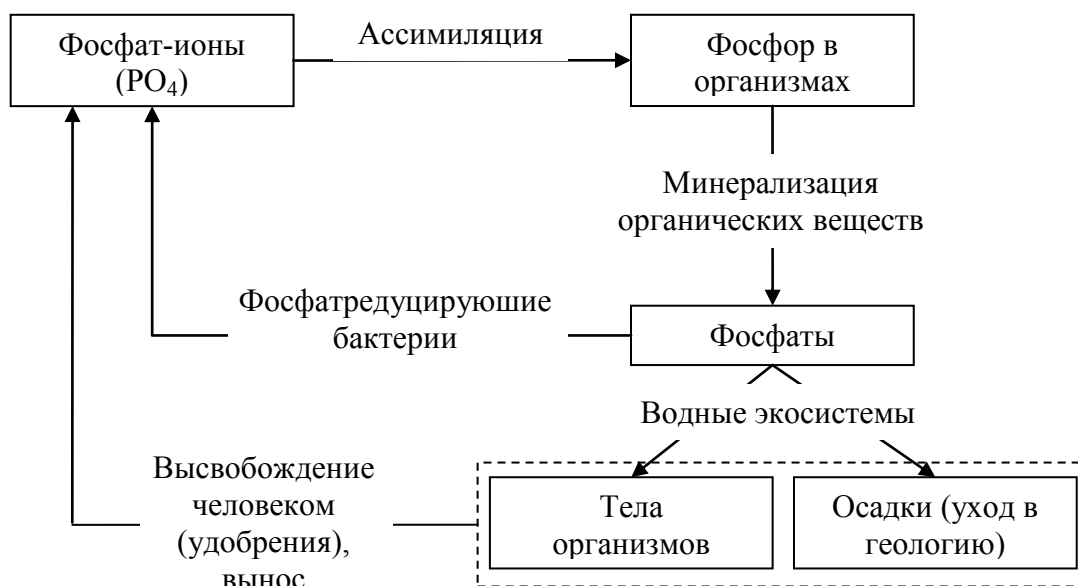 Фосфат-ионы
(PO₄)
Ассимиляция
Фосфор в
организмах
Минерализация
органических веществ
Фосфатредуцируюшие
бактерии
Фосфаты
Водные экосистемы
Высвобождение
человеком
(удобрения),
вынос
Тела
организмов
Осадки (уход в
геологию)